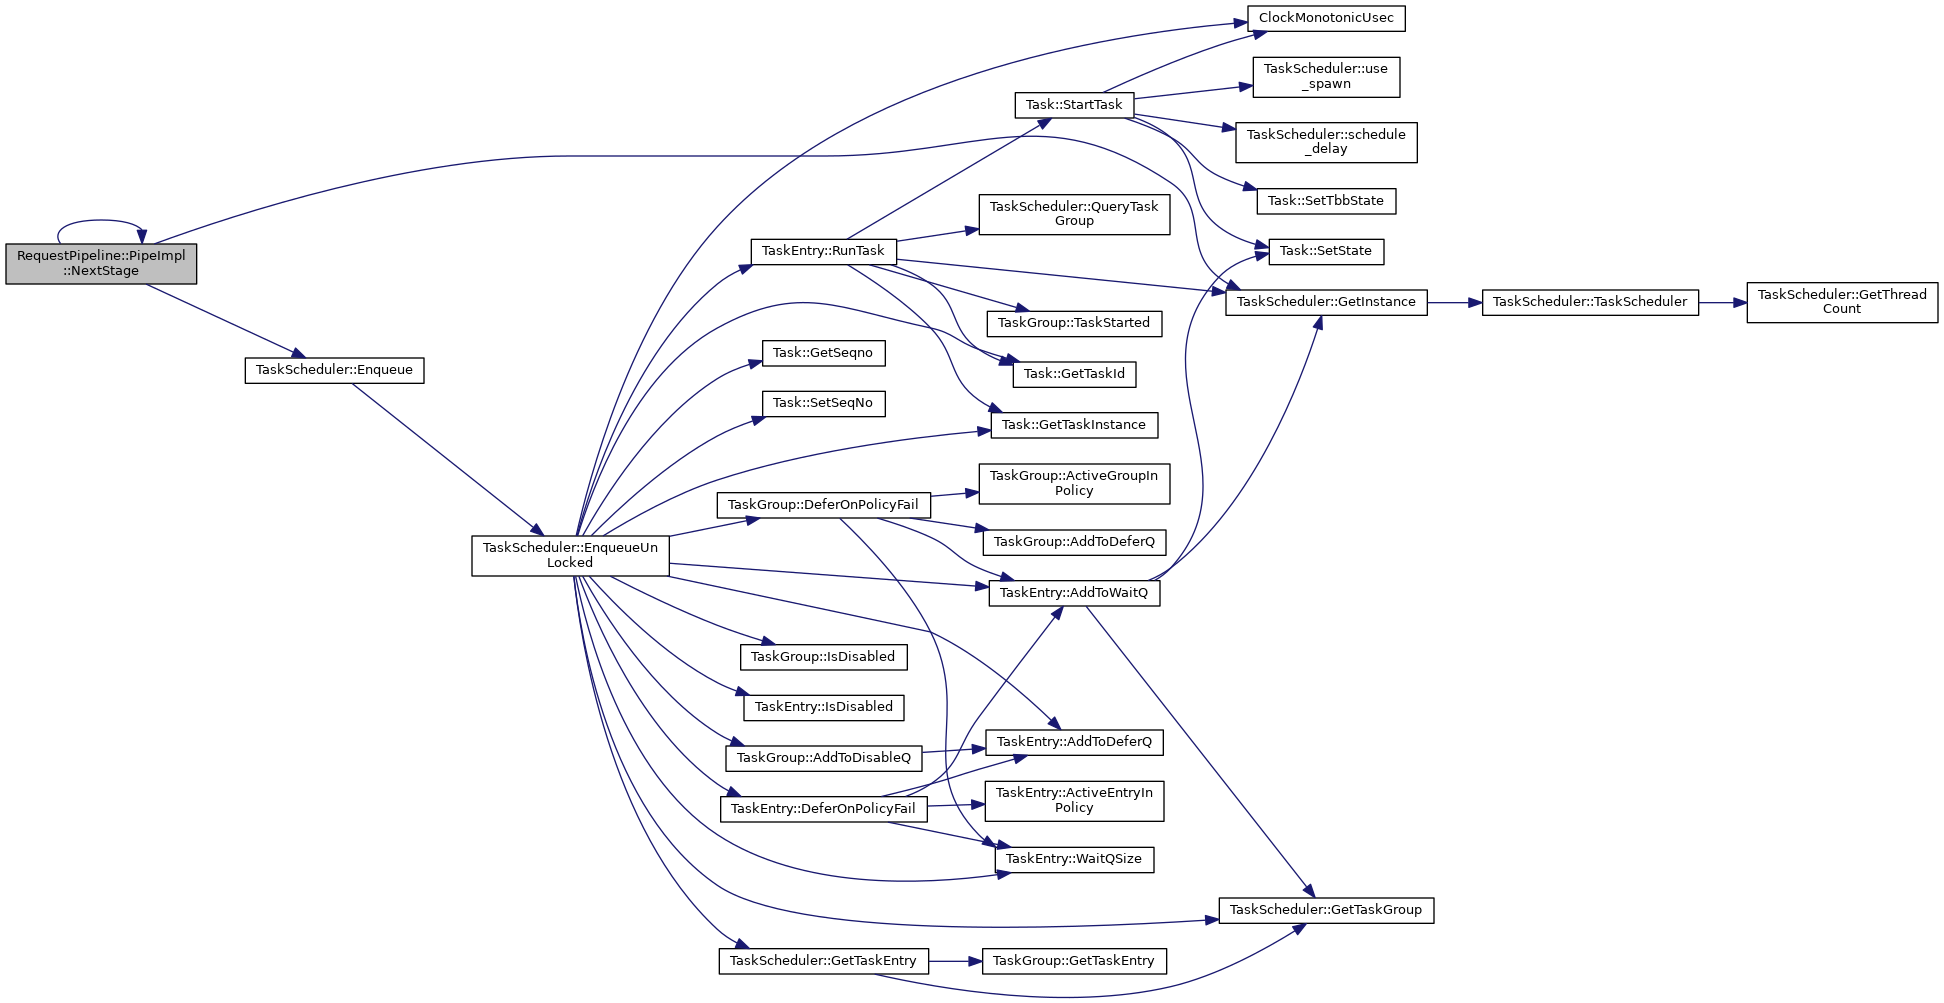 RequestPipeline::PipeImpl
::NextStage
TaskScheduler::Enqueue
TaskScheduler::EnqueueUn
Locked
TaskEntry::RunTask
Task::GetSeqno
Task::SetSeqNo
TaskGroup::DeferOnPolicyFail
TaskGroup::IsDisabled
TaskEntry::IsDisabled
TaskGroup::AddToDisableQ
TaskEntry::DeferOnPolicyFail
TaskScheduler::GetTaskEntry
Task::StartTask
TaskScheduler::QueryTask
Group
TaskGroup::TaskStarted
Task::GetTaskId
Task::GetTaskInstance
TaskGroup::ActiveGroupIn
Policy
TaskGroup::AddToDeferQ
TaskEntry::AddToWaitQ
TaskEntry::AddToDeferQ
TaskEntry::ActiveEntryIn
Policy
TaskEntry::WaitQSize
TaskGroup::GetTaskEntry
ClockMonotonicUsec
TaskScheduler::use
_spawn
TaskScheduler::schedule
_delay
Task::SetTbbState
Task::SetState
TaskScheduler::GetInstance
TaskScheduler::GetTaskGroup
TaskScheduler::TaskScheduler
TaskScheduler::GetThread
Count